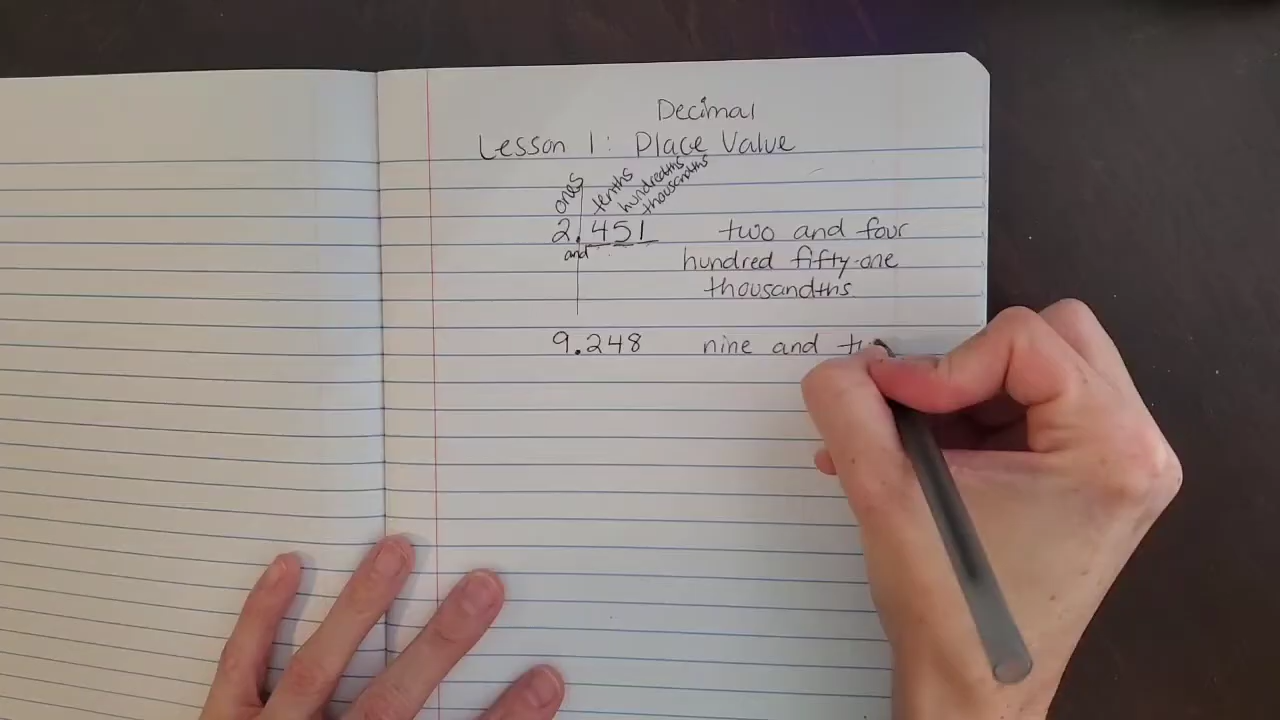 Decimal
Lesson 1: Place Value
ones tenths hundredths thousandths
2.451 two and four
and hundred fifty-one
thousandths.
9.248 nine and tw